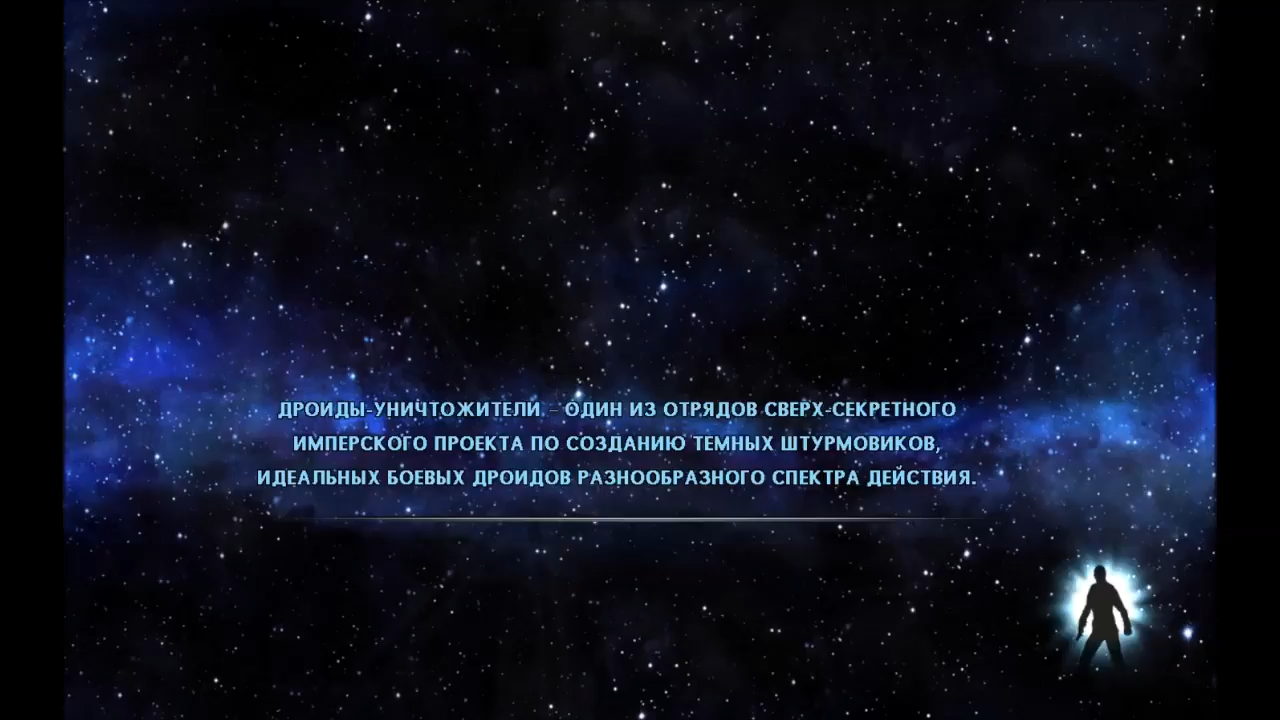 ДРОИДЫ-УНИЧТОЖИТЕЛИ – ОДИН ИЗ ОТРЯДОВ СВЕРХ-СЕКРЕТНОГО
ИМПЕРСКОГО ПРОЕКТА ПО СОЗДАНИЮ ТЕМНЫХ ШТУРМОВИКОВ,
ИДЕАЛЬНЫХ БОЕВЫХ ДРОИДОВ РАЗНООБРАЗНОГО СПЕКТРА ДЕЙСТВИЯ.